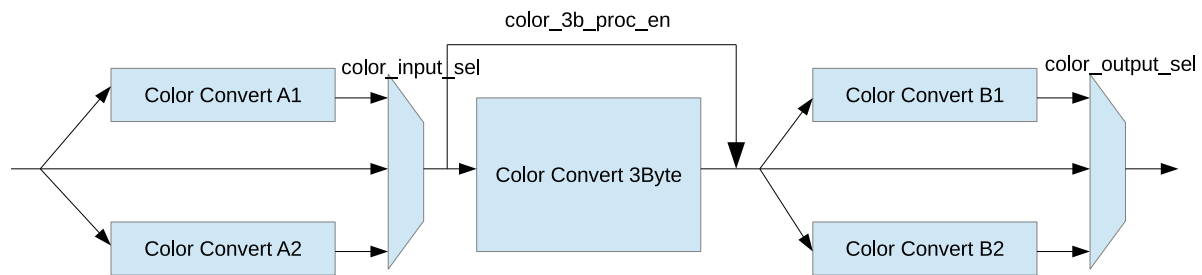 color_3b_proc_en
color_input_sel
color_output_sel
Color Convert A1
Color Convert B1
Color Convert 3Byte
Color Convert A2
Color Convert B2